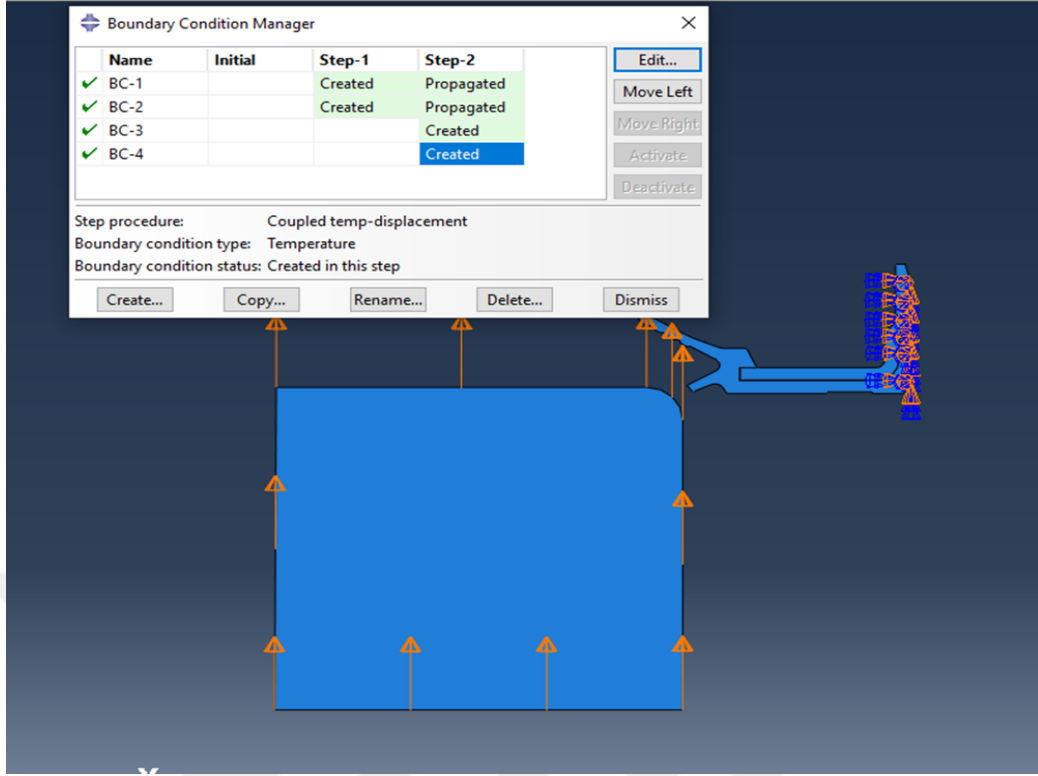 Boundary Condition Manager
Name Initial Step-1 Step-2
BC-1 Created Propagated
BC-2 Created Propagated
BC-3 Created
BC-4 Created
Edit...
Move Left
Move Right
Activate
Deactivate
Step procedure: Coupled temp-displacement
Boundary condition type: Temperature
Boundary condition status: Created in this step
Create... Copy... Rename... Delete... Dismiss